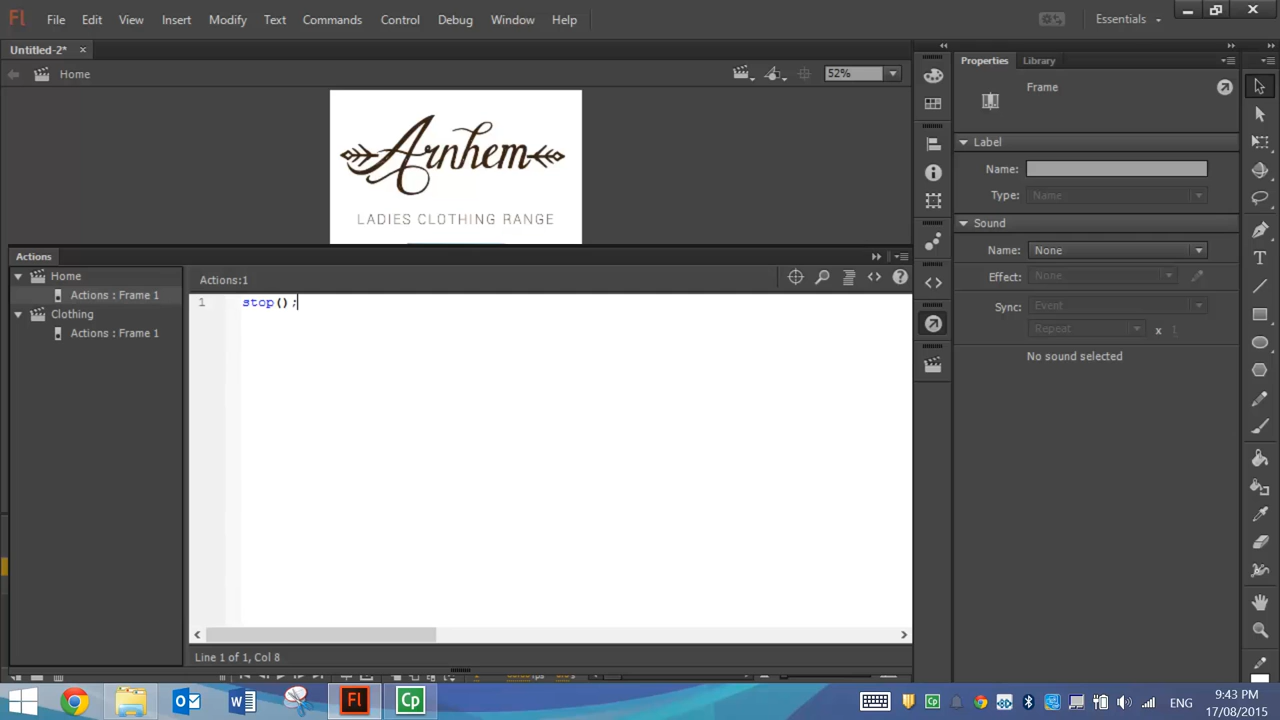 Fl File Edit View Insert Modify Text Commands Control Debug Window Help Essentials
Untitled-2* ×
Home 52%
Properties Library
Frame
Label
Name:
Type: Name
Sound
Name: None
Effect: None
Sync: Event
Repeat x 1
No sound selected
Arnhem
LADIES CLOTHING RANGE
Actions
Home
Actions : Frame 1
Clothing
Actions : Frame 1
Actions:1
1 stop();
Line 1 of 1, Col 8
Fl Cp ENG
9:43 PM
17/08/2015